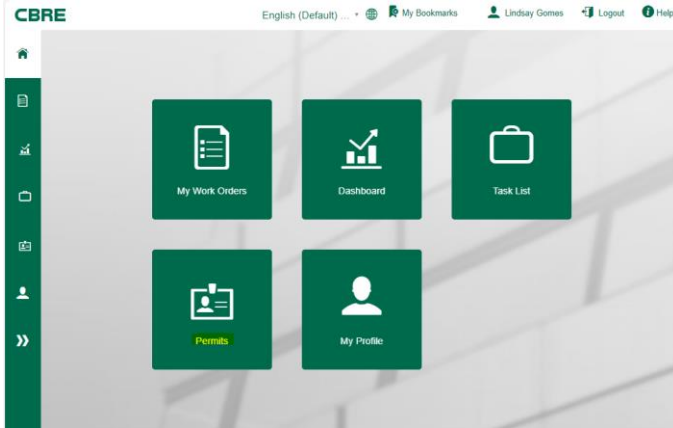 CBRE
English (Default) ... My Bookmarks Lindsay Gomes Logout Help
My Work Orders Dashboard Task List
Permits My Profile